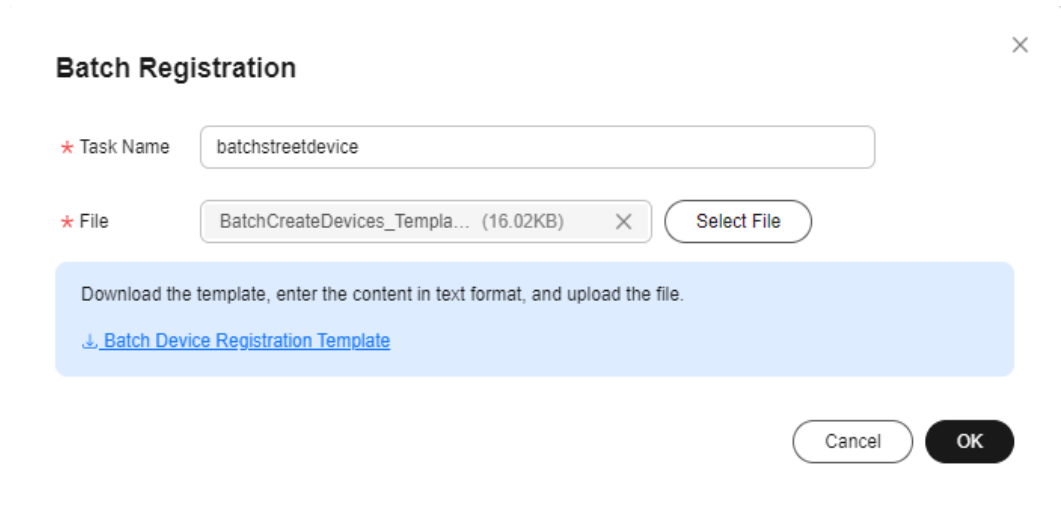 Batch Registration
* Task Name batchstreetdevice
* File BatchCreateDevices_Templa... (16.02KB) Select File
Download the template, enter the content in text format, and upload the file.
Batch Device Registration Template
Cancel OK